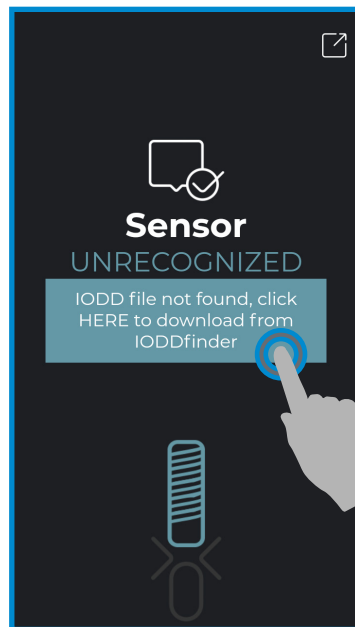 Sensor
UNRECOGNIZED
IODD file not found, click
HERE to download from
IODDfinder